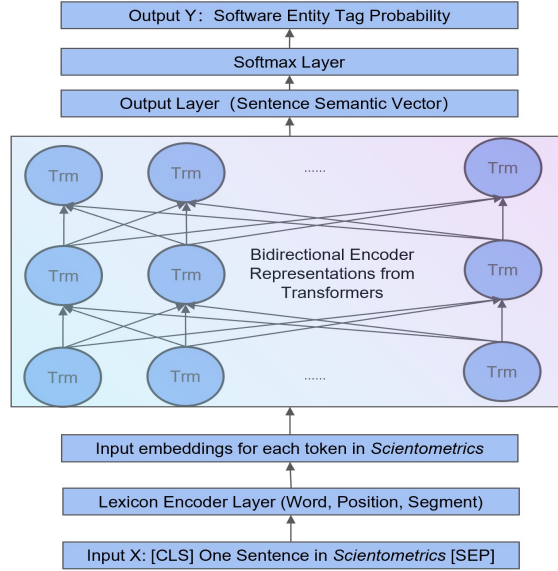 Output Y：Software Entity Tag Probability
Softmax Layer
Output Layer（Sentence Semantic Vector）
Trm Trm ...... Trm
Trm Trm Trm
Bidirectional Encoder
Representations from
Transformers
Trm Trm ...... Trm
Input embeddings for each token in Scientometrics
Lexicon Encoder Layer (Word, Position, Segment)
Input X: [CLS] One Sentence in Scientometrics [SEP]